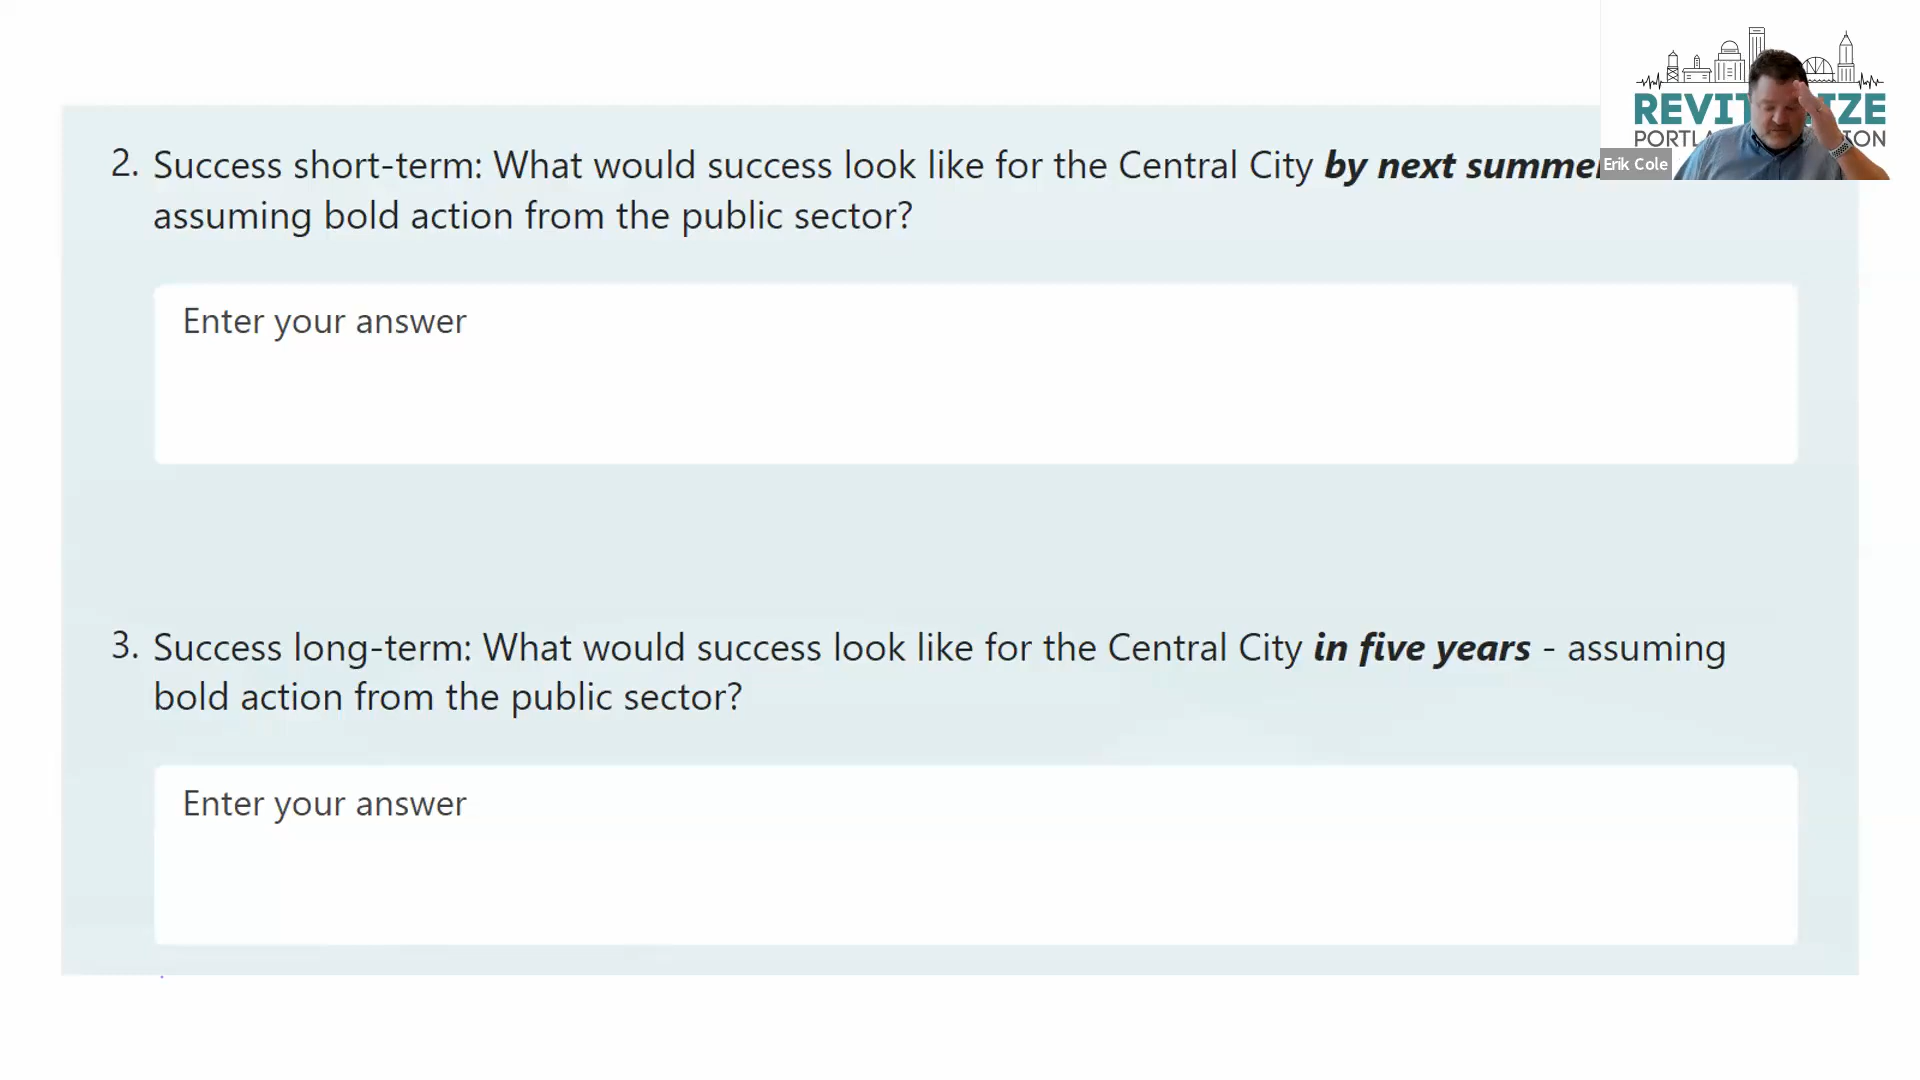 REVIT IZE
PORTLA ON
Erik Cole
2. Success short-term: What would success look like for the Central City by next summe
assuming bold action from the public sector?
Enter your answer
3. Success long-term: What would success look like for the Central City in five years - assuming
bold action from the public sector?
Enter your answer